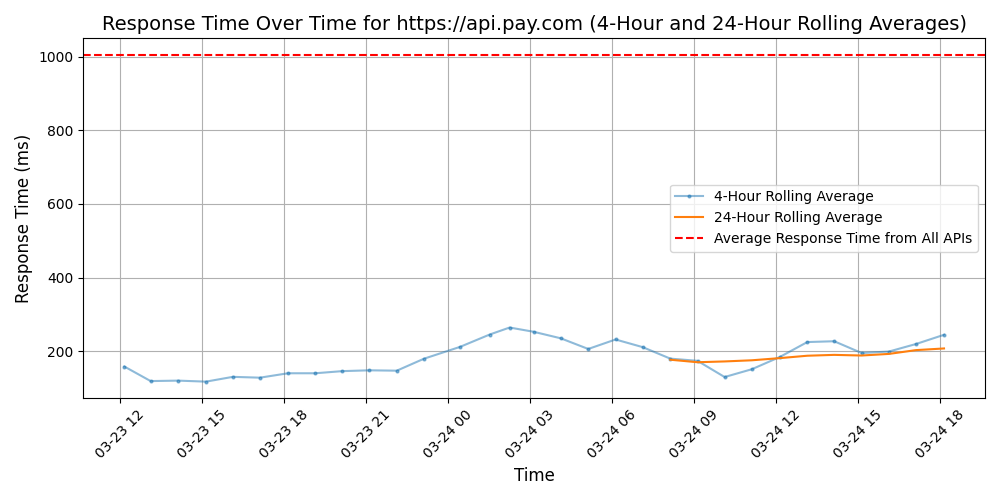 Response Time Over Time for https://api.pay.com (4-Hour and 24-Hour Rolling Averages)
Response Time (ms)
1000
800
600
400
200
4-Hour Rolling Average
24-Hour Rolling Average
Average Response Time from All APIs
03-23 12
03-23 15
03-23 18
03-23 21
03-24 00
03-24 03
03-24 06
03-24 09
03-24 12
03-24 15
03-24 18
Time